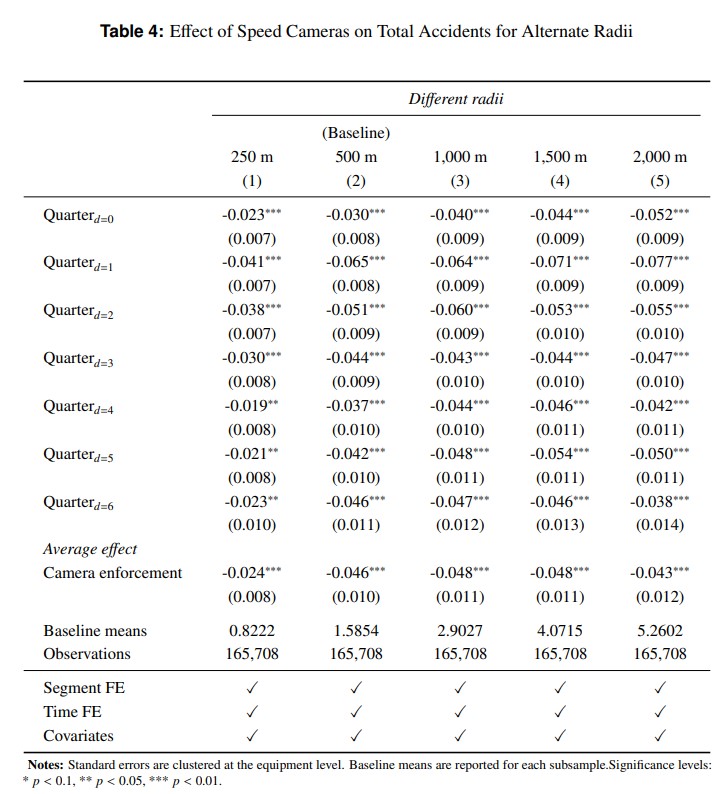 Table 4: Effect of Speed Cameras on Total Accidents for Alternate Radii
Different radii
(Baseline)
250 m 500 m 1,000 m 1,500 m 2,000 m
(1) (2) (3) (4) (5)
Quarter_{d=0} -0.023*** -0.030*** -0.040*** -0.044*** -0.052***
(0.007) (0.008) (0.009) (0.009) (0.009)
Quarter_{d=1} -0.041*** -0.065*** -0.064*** -0.071*** -0.077***
(0.007) (0.008) (0.009) (0.009) (0.009)
Quarter_{d=2} -0.038*** -0.051*** -0.060*** -0.053*** -0.055***
(0.007) (0.009) (0.009) (0.010) (0.010)
Quarter_{d=3} -0.030*** -0.044*** -0.043*** -0.044*** -0.047***
(0.008) (0.009) (0.010) (0.010) (0.010)
Quarter_{d=4} -0.019** -0.037*** -0.044*** -0.046*** -0.042***
(0.008) (0.010) (0.010) (0.011) (0.011)
Quarter_{d=5} -0.021** -0.042*** -0.048*** -0.054*** -0.050***
(0.008) (0.010) (0.011) (0.011) (0.011)
Quarter_{d=6} -0.023** -0.046*** -0.047*** -0.046*** -0.038***
(0.010) (0.011) (0.012) (0.013) (0.014)
Average effect
Camera enforcement -0.024*** -0.046*** -0.048*** -0.048*** -0.043***
(0.008) (0.010) (0.011) (0.011) (0.012)
Baseline means 0.8222 1.5854 2.9027 4.0715 5.2602
Observations 165,708 165,708 165,708 165,708 165,708
Segment FE ✓ ✓ ✓ ✓ ✓
Time FE ✓ ✓ ✓ ✓ ✓
Covariates ✓ ✓ ✓ ✓ ✓
Notes: Standard errors are clustered at the equipment level. Baseline means are reported for each subsample.Significance levels:
* p < 0.1, ** p < 0.05, *** p < 0.01.